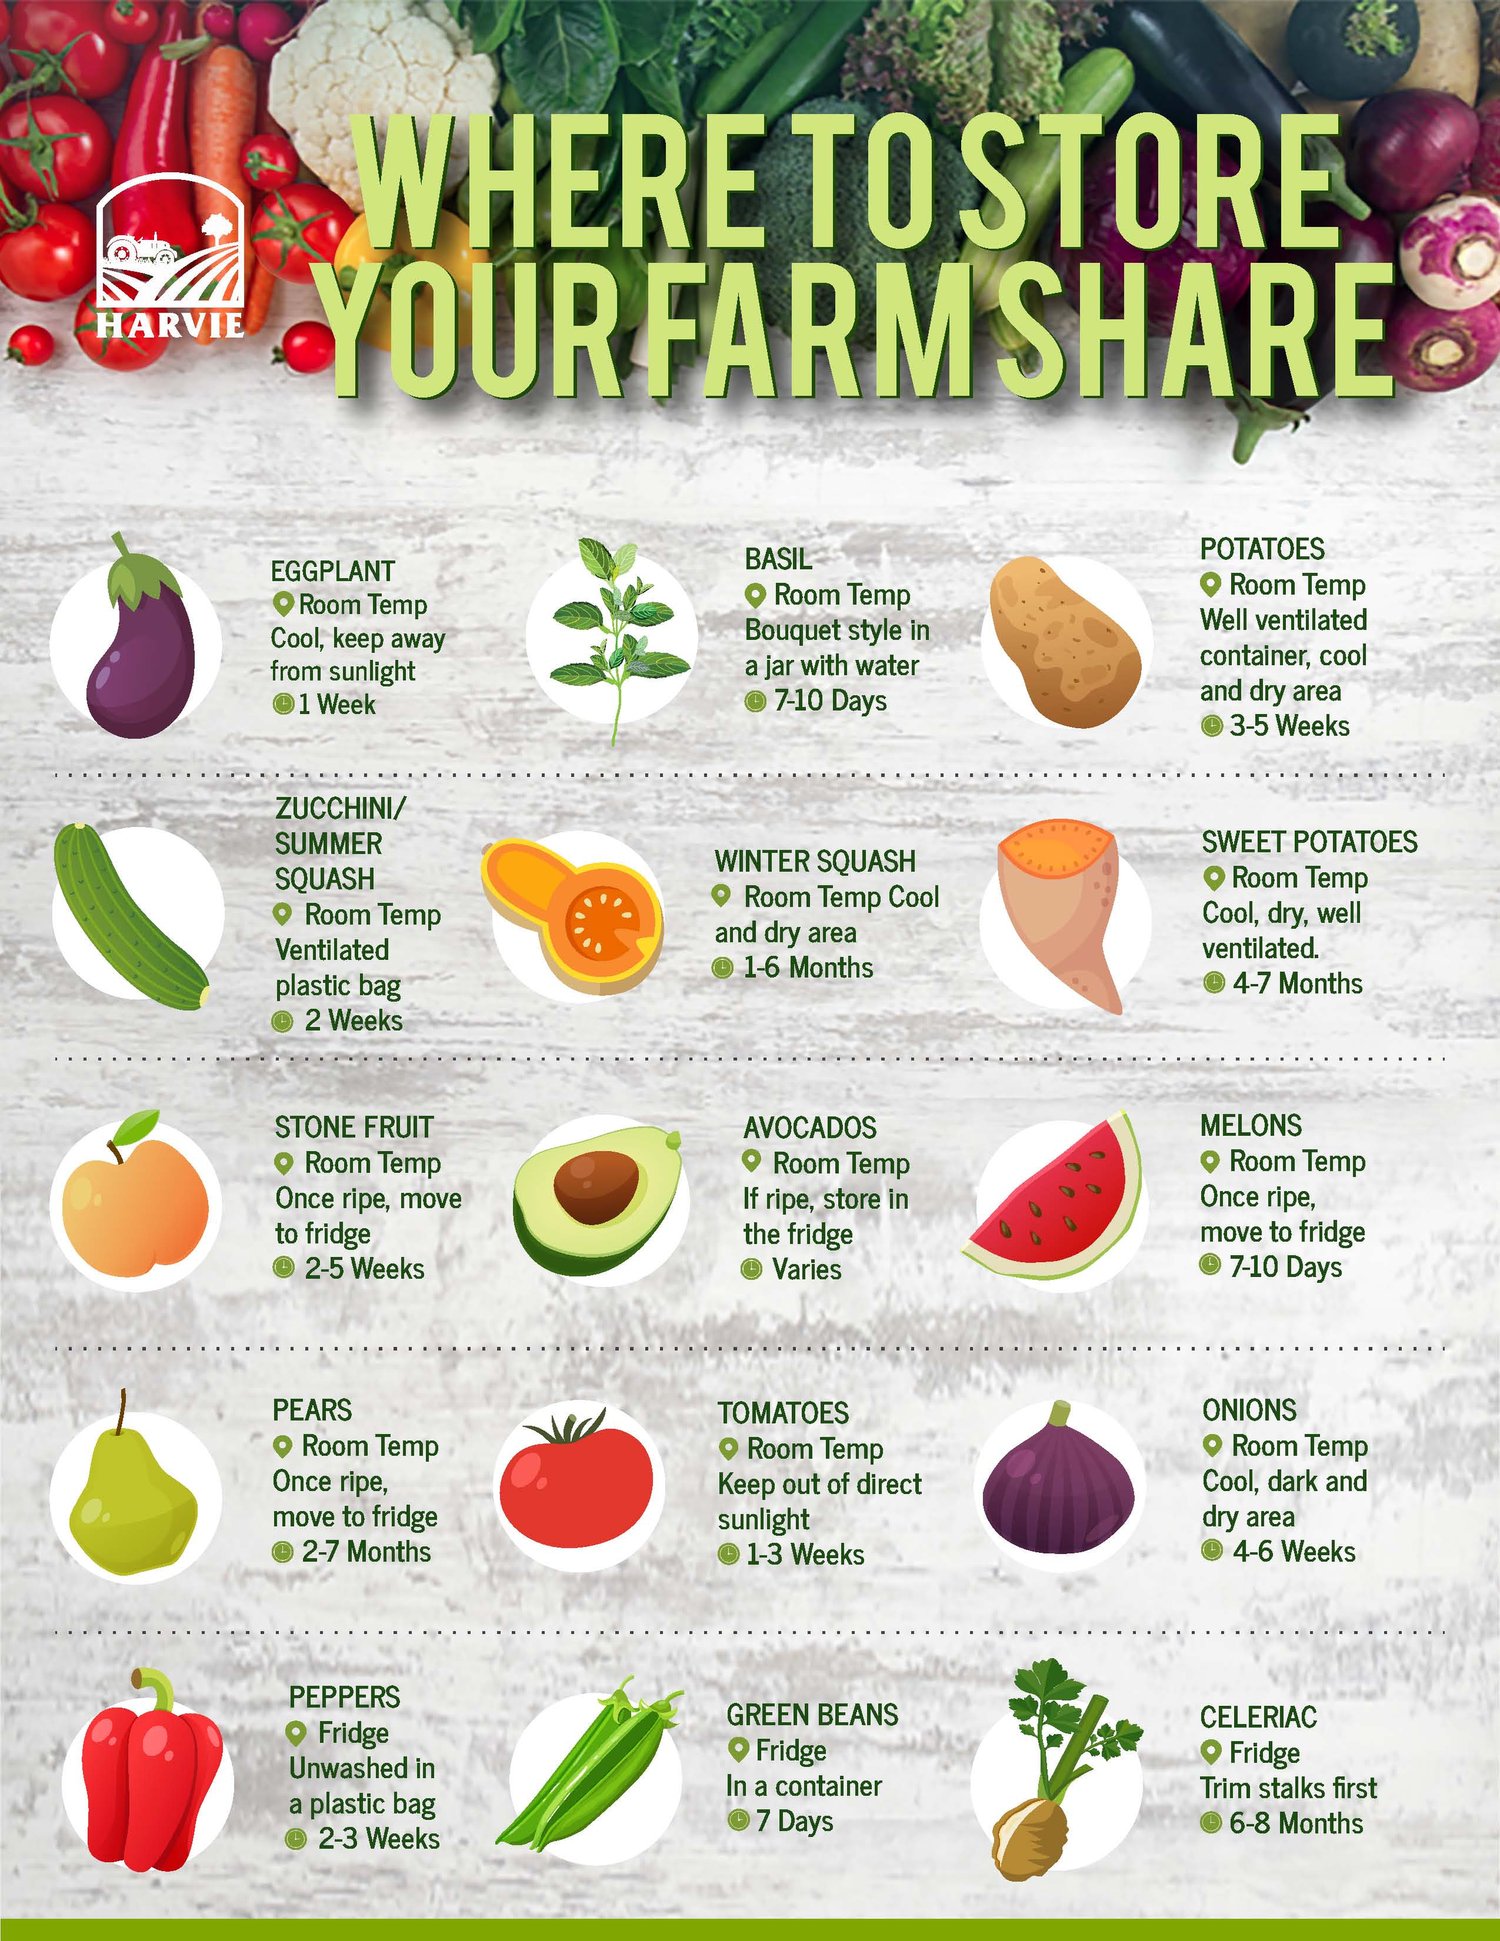 WHERE TO STORE
YOUR FARM SHARE
HARVIE
EGGPLANT
Room Temp
Cool, keep away
from sunlight
1 Week
BASIL
Room Temp
Bouquet style in
a jar with water
7-10 Days
POTATOES
Room Temp
Well ventilated
container, cool
and dry area
3-5 Weeks
ZUCCHINI/
SUMMER
SQUASH
Room Temp
Ventilated
plastic bag
2 Weeks
WINTER SQUASH
Room Temp Cool
and dry area
1-6 Months
SWEET POTATOES
Room Temp
Cool, dry, well
ventilated.
4-7 Months
STONE FRUIT
Room Temp
Once ripe, move
to fridge
2-5 Weeks
AVOCADOS
Room Temp
If ripe, store in
the fridge
Varies
MELONS
Room Temp
Once ripe,
move to fridge
7-10 Days
PEARS
Room Temp
Once ripe,
move to fridge
2-7 Months
TOMATOES
Room Temp
Keep out of direct
sunlight
1-3 Weeks
ONIONS
Room Temp
Cool, dark and
dry area
4-6 Weeks
PEPPERS
Fridge
Unwashed in
a plastic bag
2-3 Weeks
GREEN BEANS
Fridge
In a container
7 Days
CELERIAC
Fridge
Trim stalks first
6-8 Months